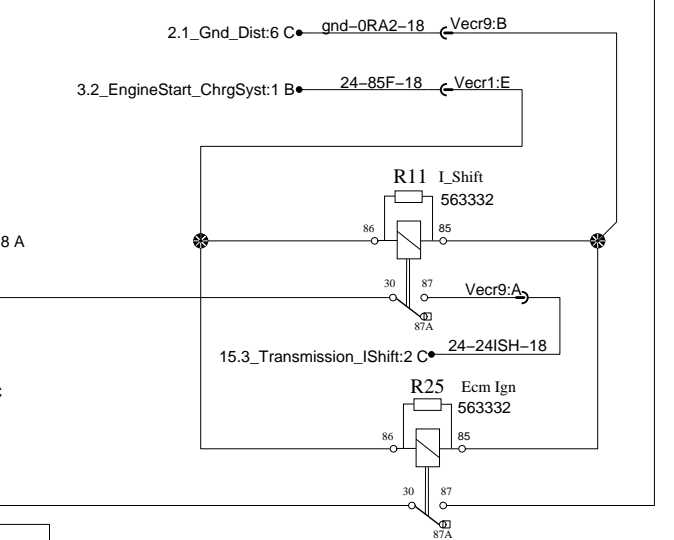 2.1_Gnd_Dist:6 C gnd-0RA2-18 Vecr9:B
3.2_EngineStart_ChrgSyst:1 B 24-85F-18 Vecr1:E
R11 I_Shift
563332
86 85
8 A
30 87 Vecr9:A
87A
15.3_Transmission_IShift:2 C 24-24ISH-18
R25 Ecm Ign
563332
86 85
30 87
87A